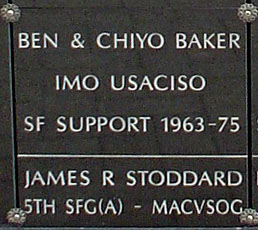 BEN & CHIYO BAKER
IMO USACISO
SF SUPPORT 1963-75
JAMES R STODDARD
5TH SFG(A) - MACVSOG